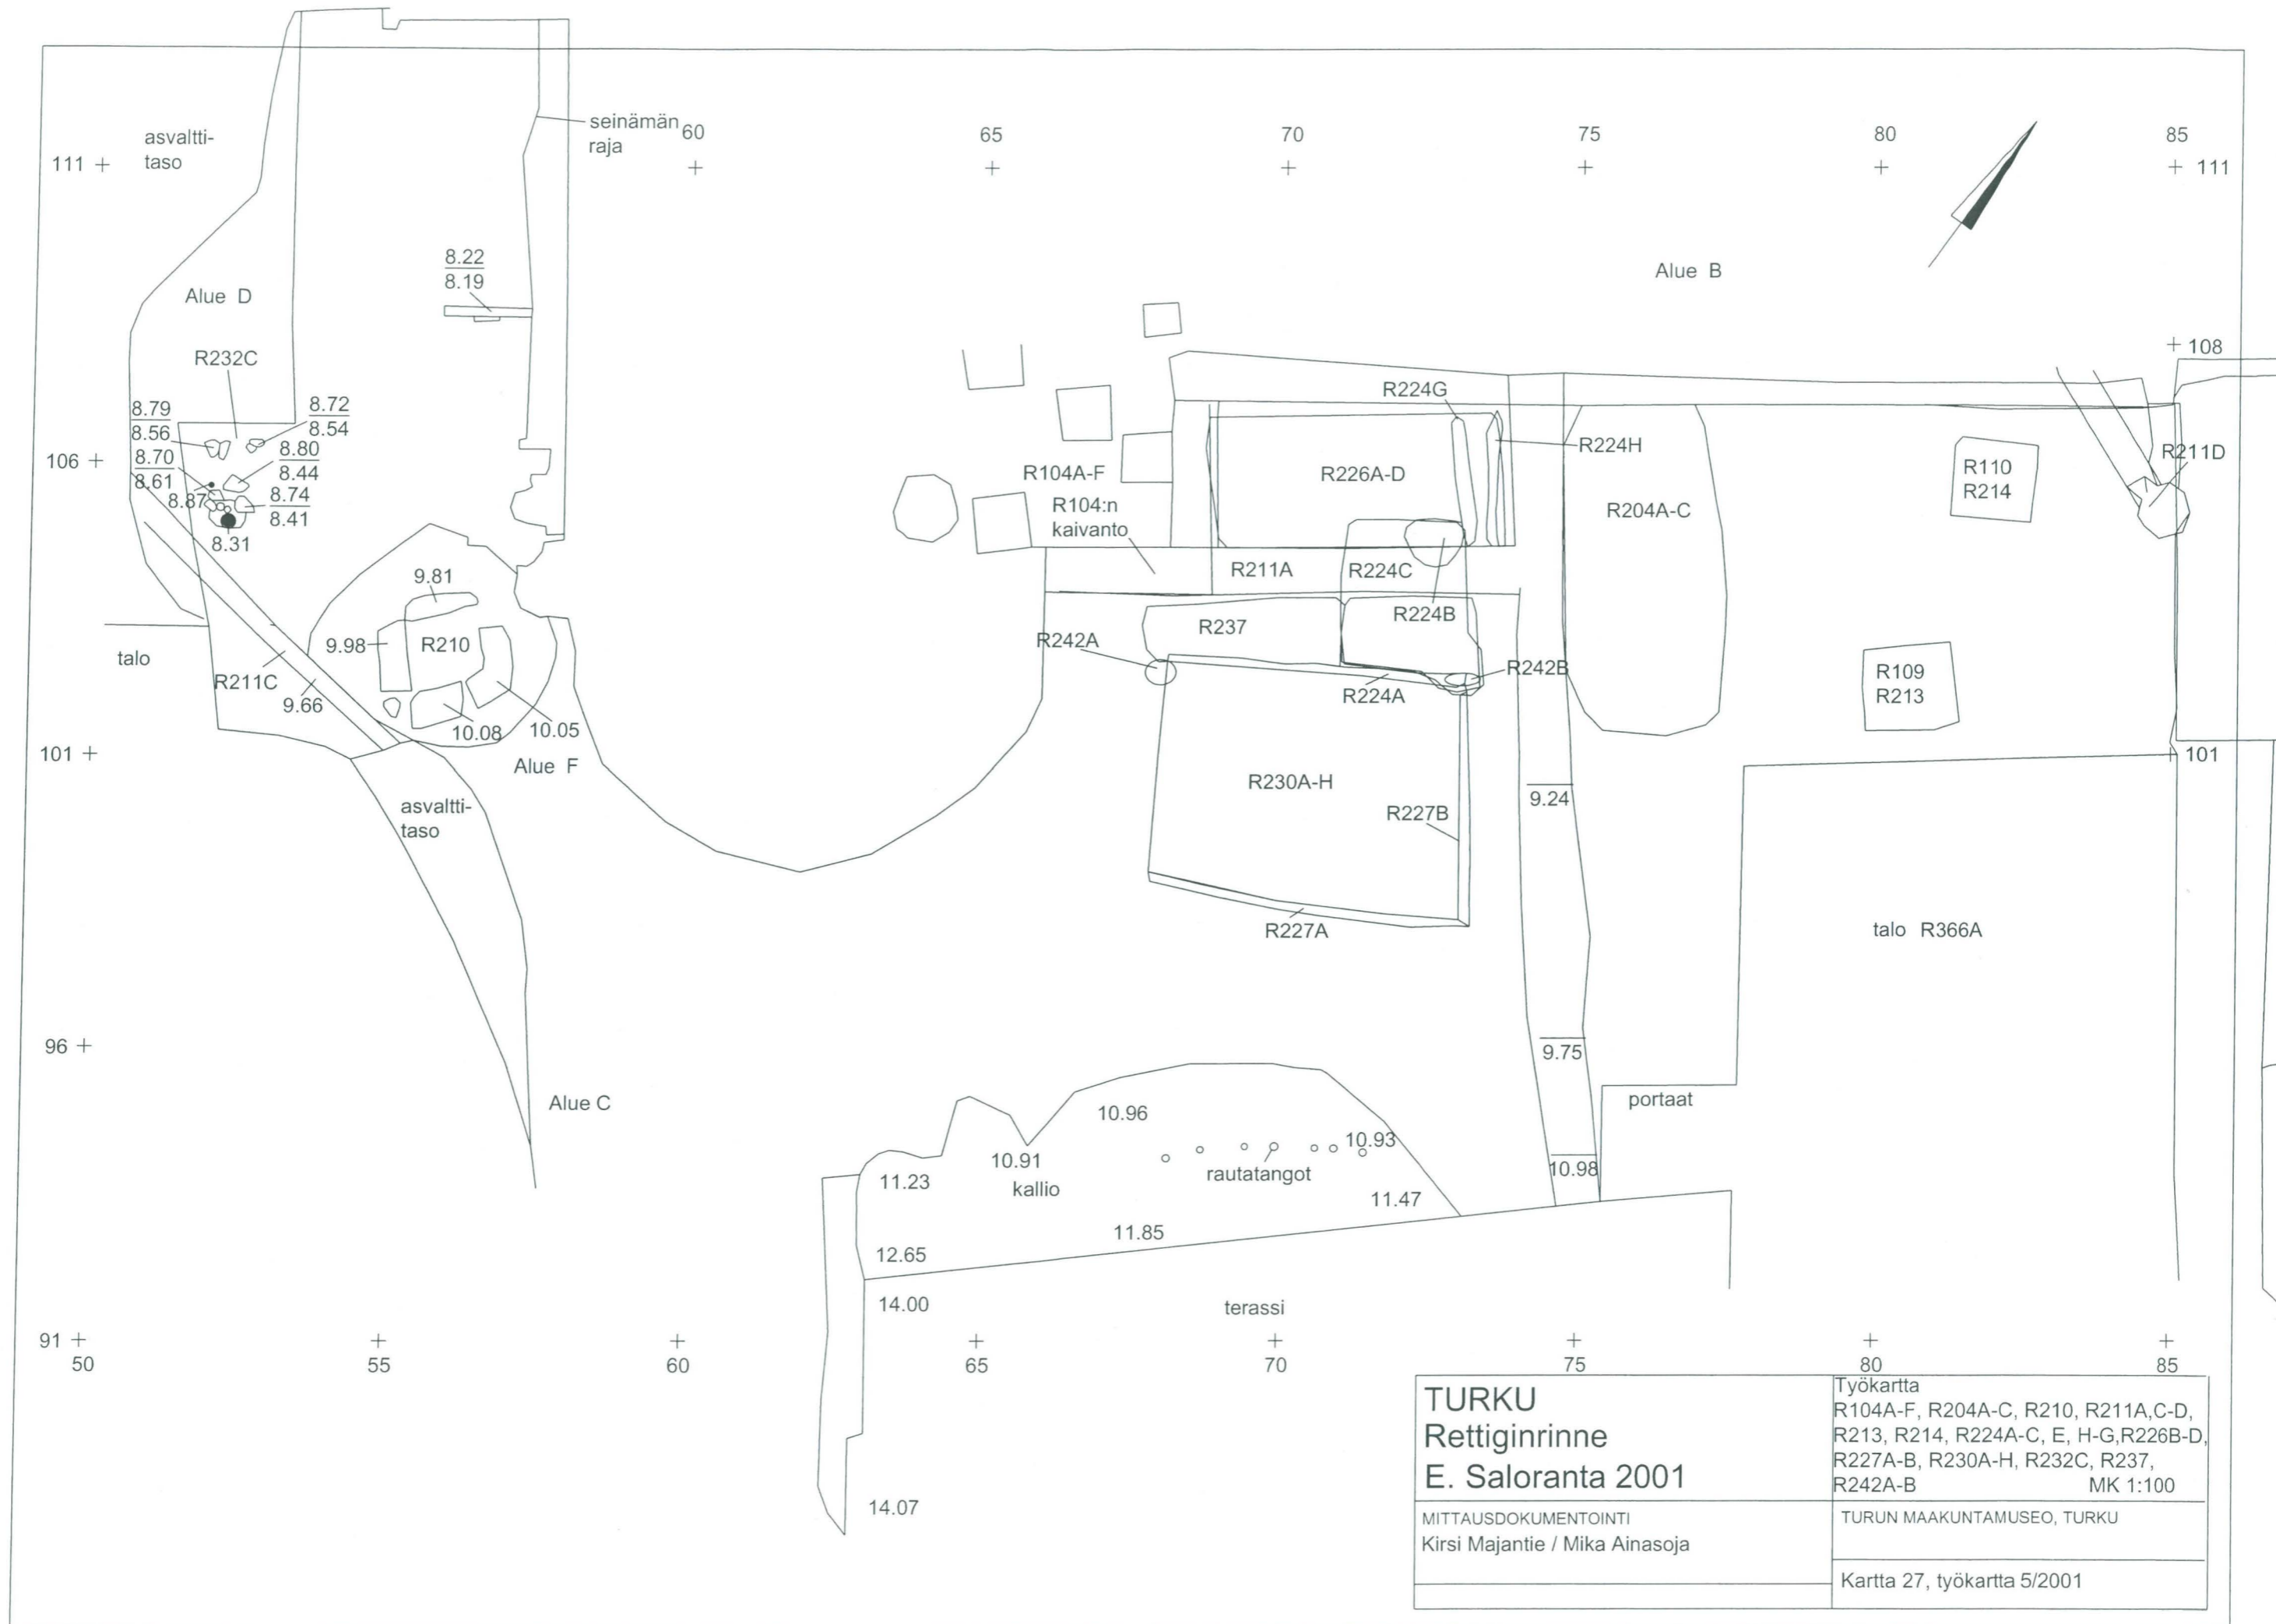 asvaltti-
taso
seinämän
raja
60
65
70
75
80
85
111
111
8.22
8.19
Alue B
Alue D
108
R232C
R224G
8.79
8.56
8.72
8.54
R224H
R211D
106
8.70
8.61
8.80
8.44
R104A-F
R226A-D
R110
R214
8.87
8.74
8.41
R104:n
kaivanto
R204A-C
8.31
9.81
R211A
R224C
R224B
R237
9.98
R210
R242A
talo
R242B
R109
R213
R211C
R224A
9.66
10.08
10.05
101
101
Alue F
R230A-H
9.24
asvaltti-
taso
R227B
R227A
talo R366A
96
9.75
Alue C
portaat
10.96
10.93
10.91
kallio
rautatangot
10.98
11.23
11.47
11.85
12.65
14.00
terassi
91
50
55
60
65
70
75
80
85
14.07
TURKU
Rettiginrinne
E. Saloranta 2001
Työkartta
R104A-F, R204A-C, R210, R211A,C-D,
R213, R214, R224A-C, E, H-G,R226B-D,
R227A-B, R230A-H, R232C, R237,
R242A-B MK 1:100
MITTAUSDOKUMENTOINTI
Kirsi Majantie / Mika Ainasoja
TURUN MAAKUNTAMUSEO, TURKU
Kartta 27, työkartta 5/2001